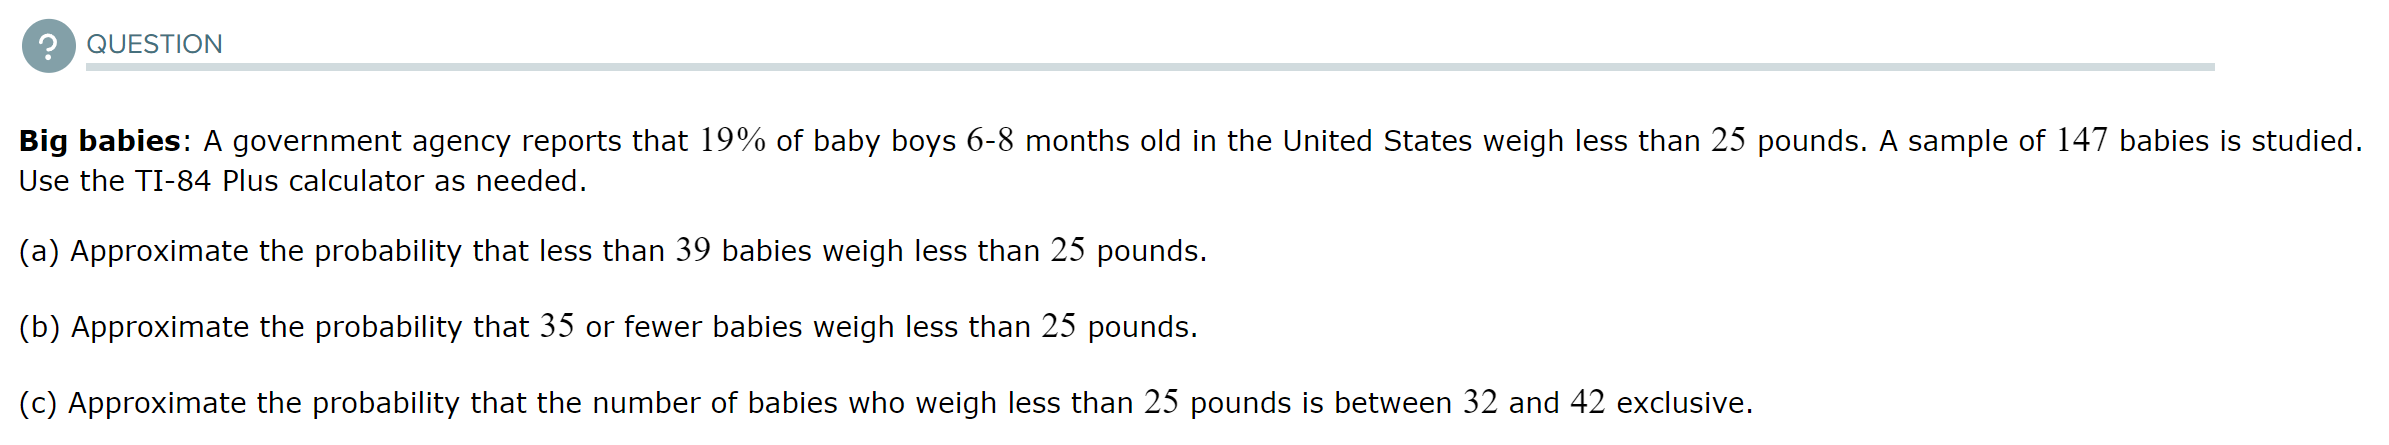 ?
QUESTION
Big babies: A government agency reports that 19% of baby boys 6-8 months old in the United States weigh less than 25 pounds. A sample of 147 babies is studied.
Use the TI-84 Plus calculator as needed.
(a) Approximate the probability that less than 39 babies weigh less than 25 pounds.
(b) Approximate the probability that 35 or fewer babies weigh less than 25 pounds.
(c) Approximate the probability that the number of babies who weigh less than 25 pounds is between 32 and 42 exclusive.